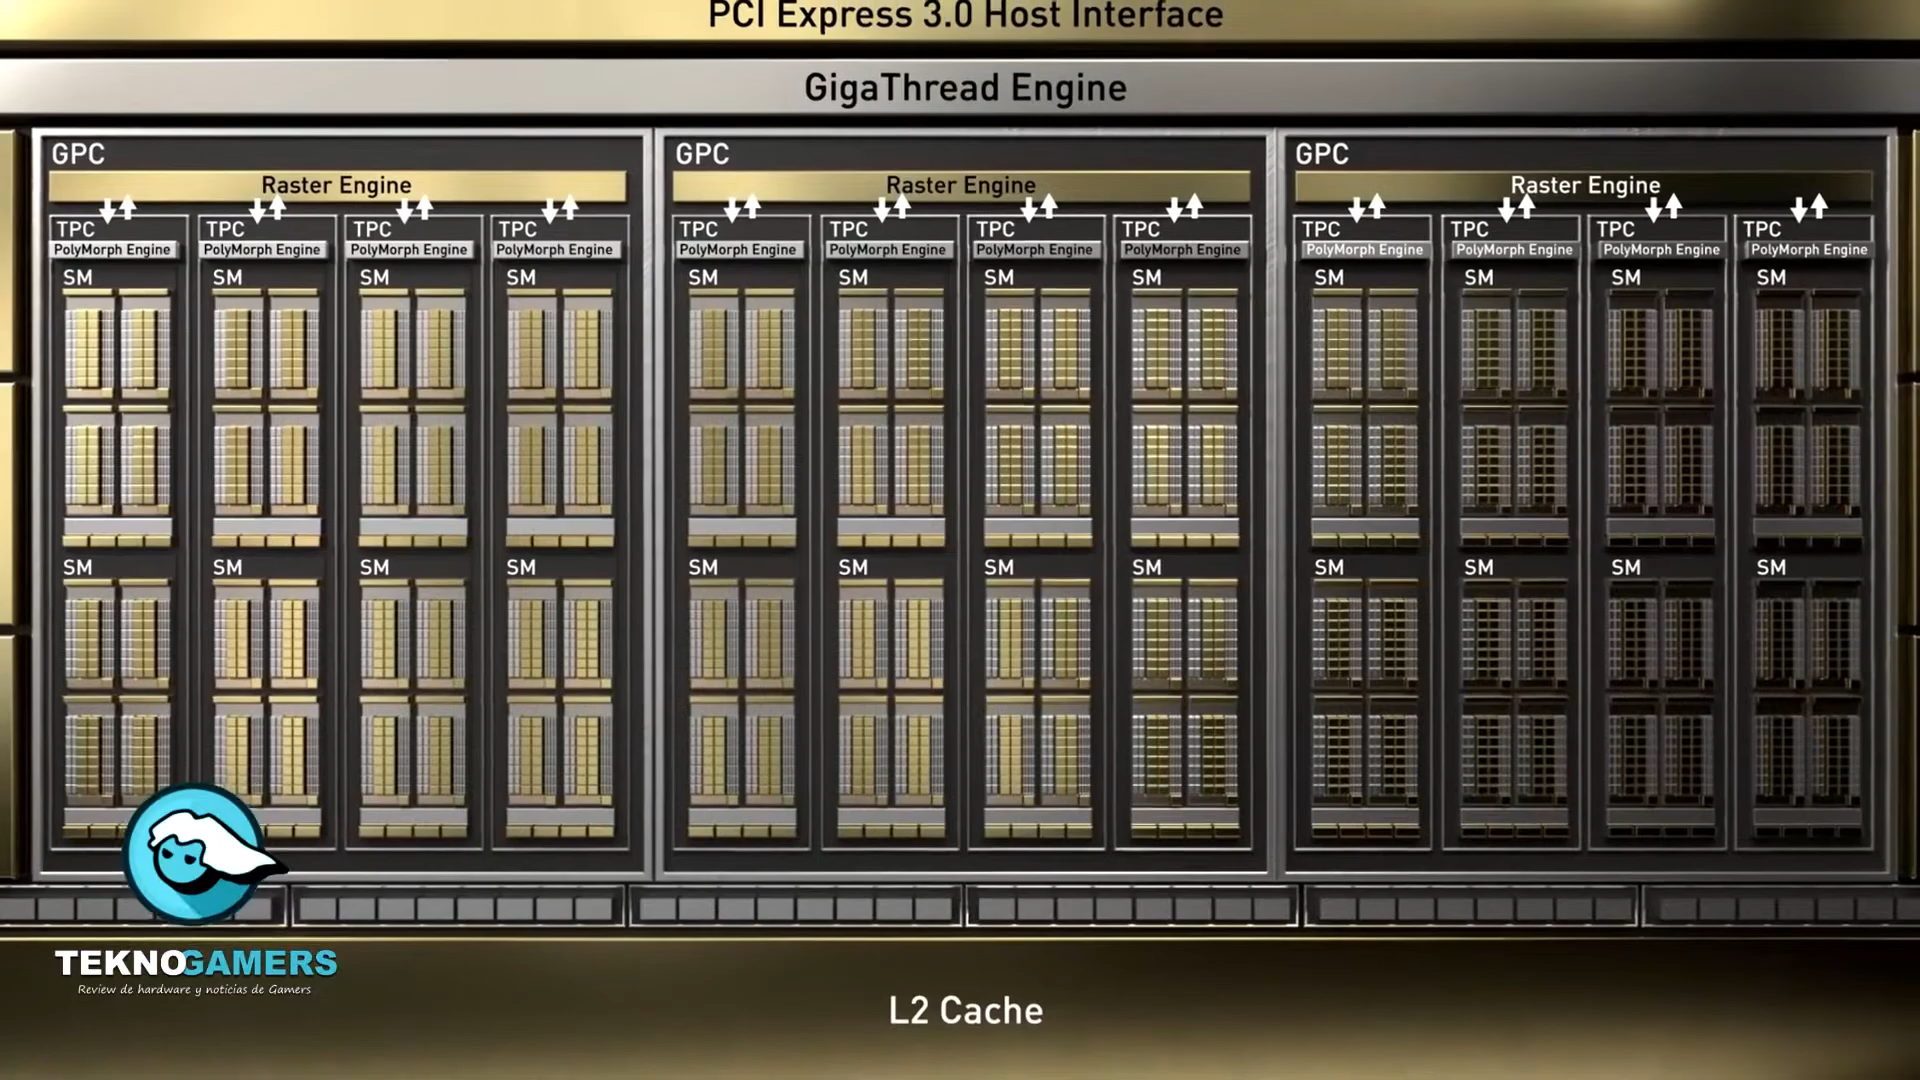 PCI Express 3.0 Host Interface
GigaThread Engine
GPC
Raster Engine
TPC TPC TPC TPC
PolyMorph Engine PolyMorph Engine PolyMorph Engine PolyMorph Engine
SM SM SM SM
SM SM SM SM
GPC
Raster Engine
TPC TPC TPC TPC
PolyMorph Engine PolyMorph Engine PolyMorph Engine PolyMorph Engine
SM SM SM SM
SM SM SM SM
GPC
Raster Engine
TPC TPC TPC TPC
PolyMorph Engine PolyMorph Engine PolyMorph Engine PolyMorph Engine
SM SM SM SM
SM SM SM SM
TEKNOGAMERS
Review de hardware y noticias de Gamers
L2 Cache